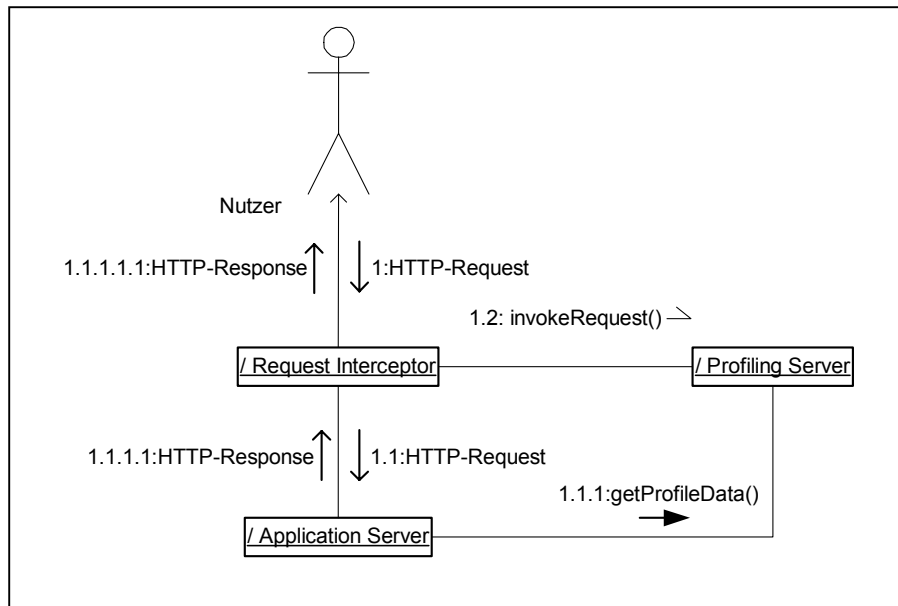 Nutzer
1.1.1.1.1:HTTP-Response
1:HTTP-Request
1.2: invokeRequest()
/ Request Interceptor
/ Profiling Server
1.1.1.1:HTTP-Response
1.1:HTTP-Request
1.1.1:getProfileData()
/ Application Server